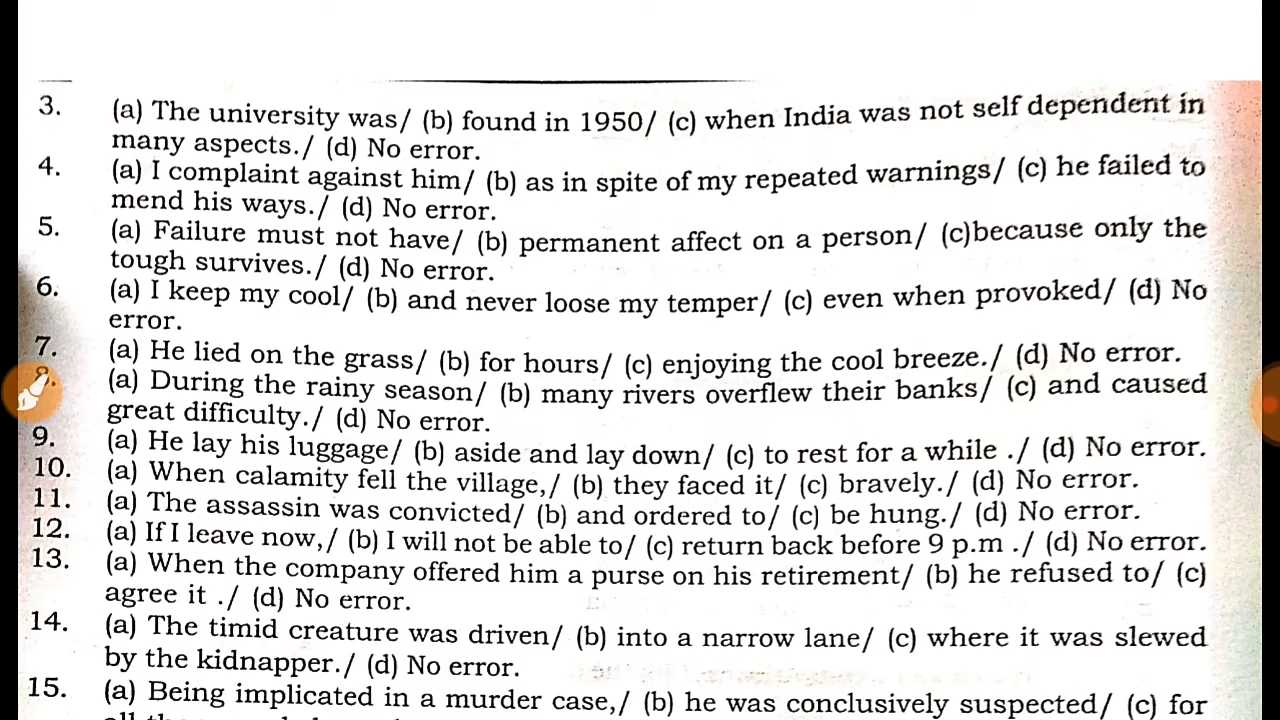 3. (a) The university was/ (b) found in 1950/ (c) when India was not self dependent in
many aspects./ (d) No error.
4. (a) I complaint against him/ (b) as in spite of my repeated warnings/ (c) he failed to
mend his ways./ (d) No error.
5. (a) Failure must not have/ (b) permanent affect on a person/ (c)because only the
tough survives./ (d) No error.
6. (a) I keep my cool/ (b) and never loose my temper/ (c) even when provoked/ (d) No
error.
7. (a) He lied on the grass/ (b) for hours/ (c) enjoying the cool breeze./ (d) No error.
(a) During the rainy season/ (b) many rivers overflew their banks/ (c) and caused
great difficulty./ (d) No error.
9. (a) He lay his luggage/ (b) aside and lay down/ (c) to rest for a while ./ (d) No error.
10. (a) When calamity fell the village,/ (b) they faced it/ (c) bravely./ (d) No error.
11. (a) The assassin was convicted/ (b) and ordered to/ (c) be hung./ (d) No error.
12. (a) If I leave now,/ (b) I will not be able to/ (c) return back before 9 p.m ./ (d) No error.
13. (a) When the company offered him a purse on his retirement/ (b) he refused to/ (c)
agree it ./ (d) No error.
14. (a) The timid creature was driven/ (b) into a narrow lane/ (c) where it was slewed
by the kidnapper./ (d) No error.
15. (a) Being implicated in a murder case,/ (b) he was conclusively suspected/ (c) for